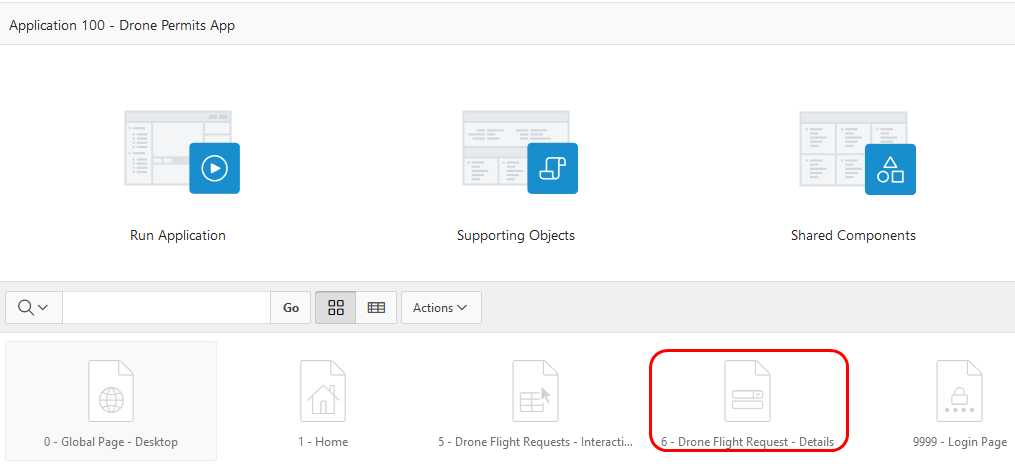 Application 100 - Drone Permits App
Run Application
Supporting Objects
Shared Components
Go
Actions
0 - Global Page - Desktop
1 - Home
5 - Drone Flight Requests - Interacti...
6 - Drone Flight Request - Details
9999 - Login Page